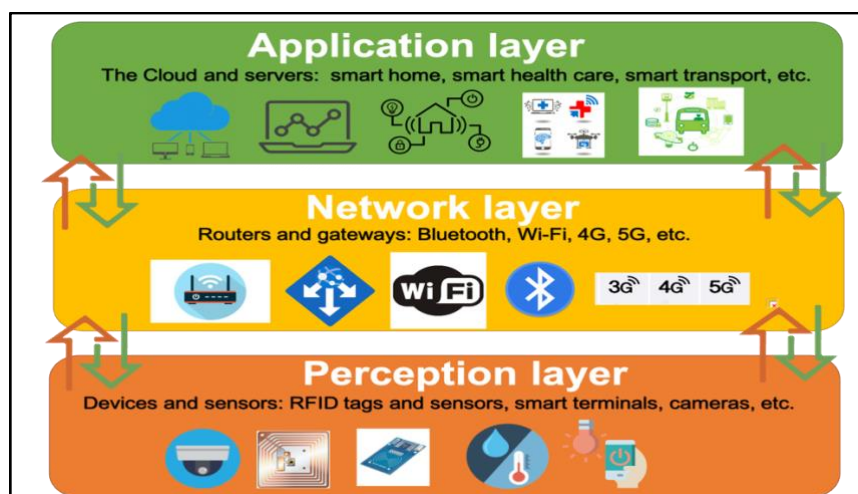 Application layer
The Cloud and servers: smart home, smart health care, smart transport, etc.
Network layer
Routers and gateways: Bluetooth, Wi-Fi, 4G, 5G, etc.
Wi Fi
3G 4G 5G
Perception layer
Devices and sensors: RFID tags and sensors, smart terminals, cameras, etc.